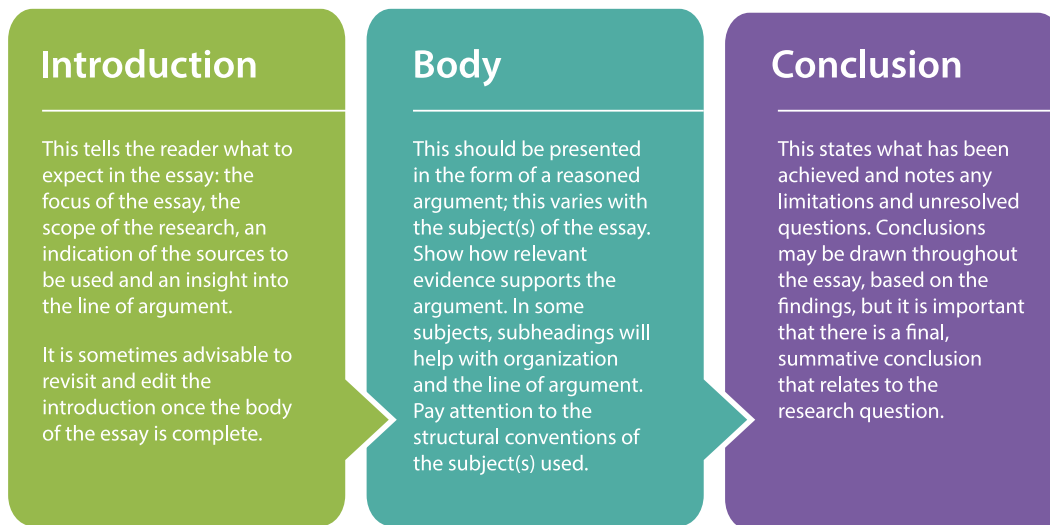 Introduction
This tells the reader what to
expect in the essay: the
focus of the essay, the
scope of the research, an
indication of the sources to
be used and an insight into
the line of argument.
It is sometimes advisable to
revisit and edit the
introduction once the body
of the essay is complete.
Body
This should be presented
in the form of a reasoned
argument; this varies with
the subject(s) of the essay.
Show how relevant
evidence supports the
argument. In some
subjects, subheadings will
help with organization
and the line of argument.
Pay attention to the
structural conventions of
the subject(s) used.
Conclusion
This states what has been
achieved and notes any
limitations and unresolved
questions. Conclusions
may be drawn throughout
the essay, based on the
findings, but it is important
that there is a final,
summative conclusion
that relates to the
research question.